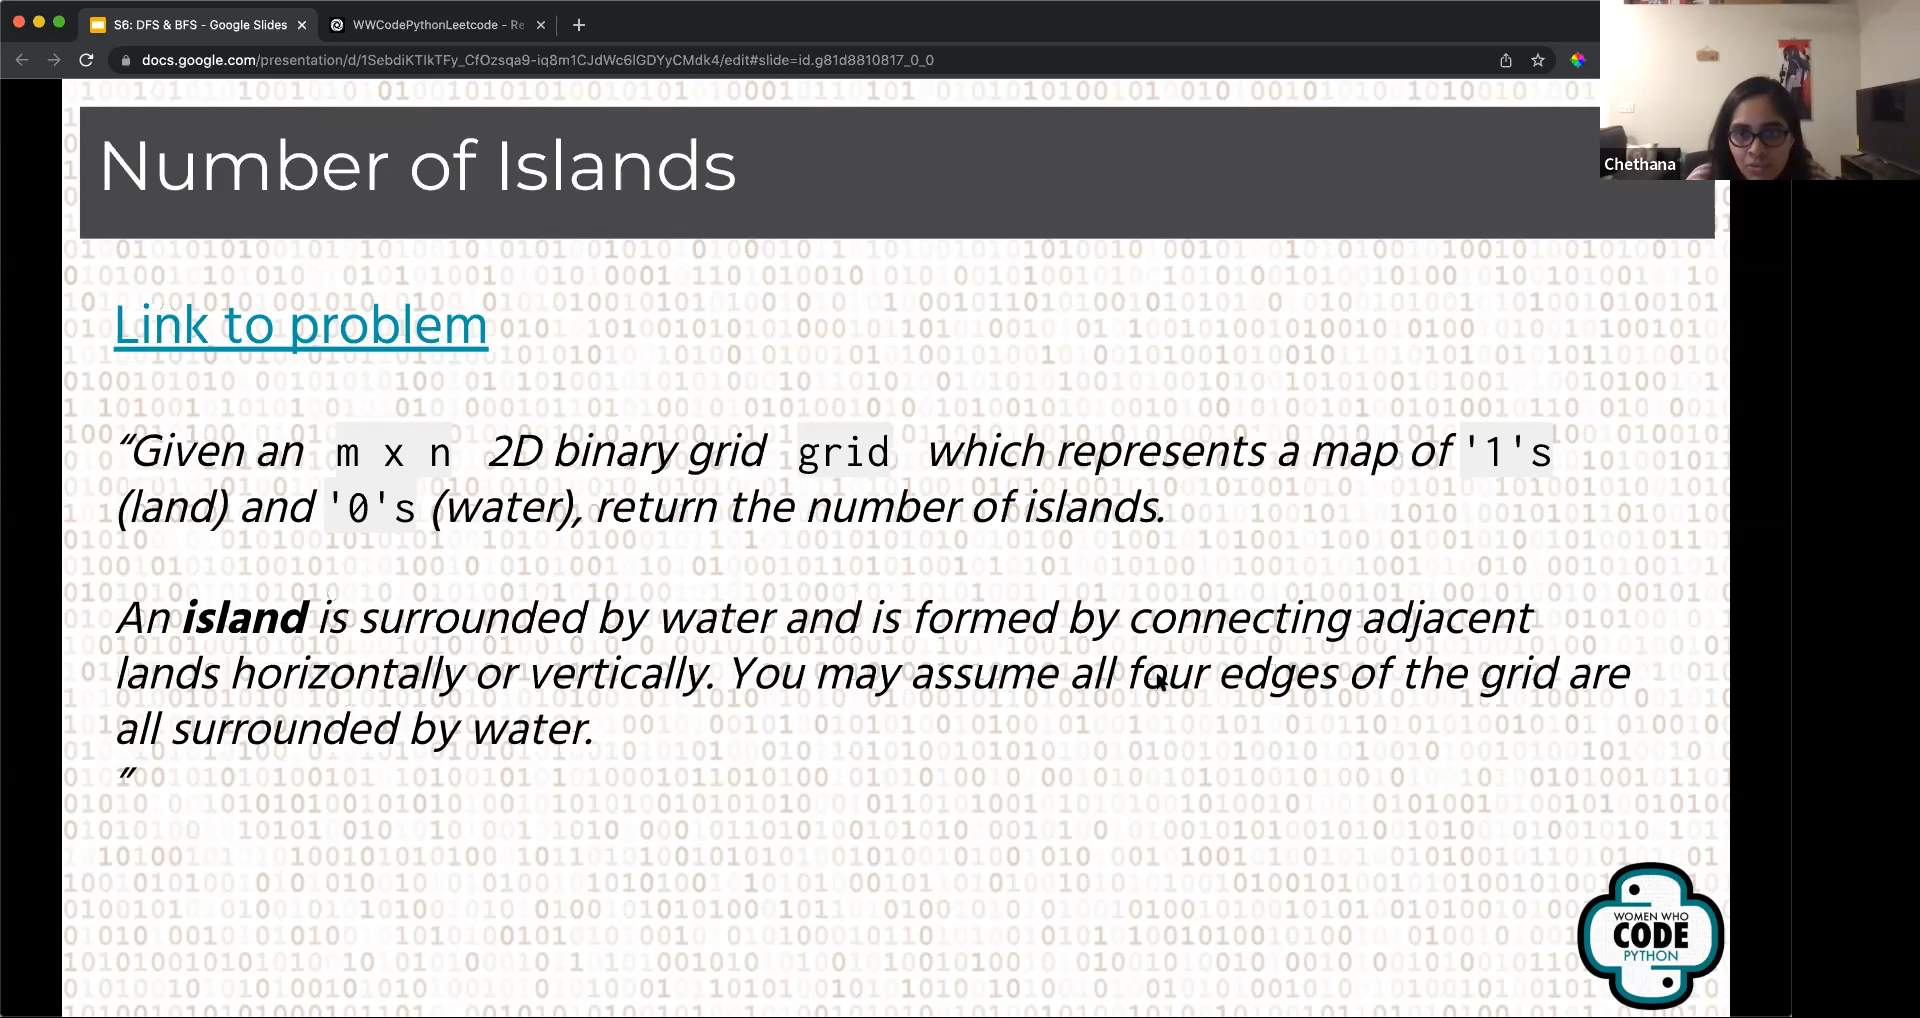 S6: DFS & BFS - Google Slides
WWCodePythonLeetcode - Re
docs.google.com/presentation/d/1SebdiKTIkTFy_CfOzsqa9-iq8m1CJdWc6lGDYyCMdk4/edit#slide=id.g81d8810817_0_0
Chethana
Number of Islands
Link to problem
“Given an m x n 2D binary grid grid which represents a map of '1's
(land) and '0's (water), return the number of islands.
An island is surrounded by water and is formed by connecting adjacent
lands horizontally or vertically. You may assume all four edges of the grid are
all surrounded by water.
”
WOMEN WHO
CODE
PYTHON